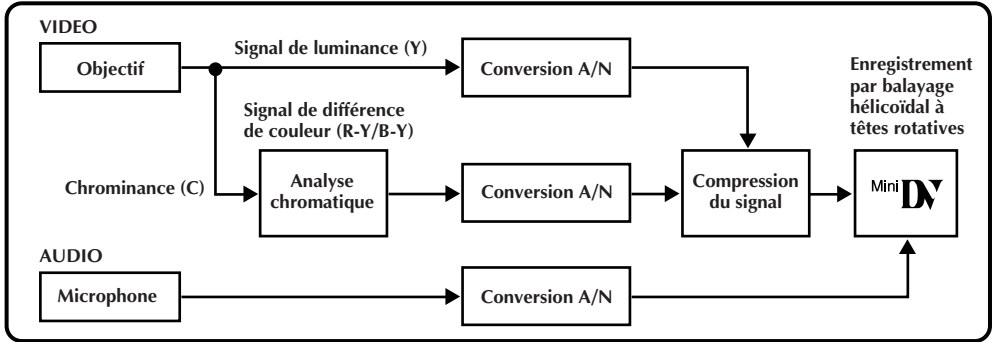 VIDEO
Objectif
Signal de luminance (Y)
Conversion A/N
Enregistrement
par balayage
hélicoïdal à
têtes rotatives
Signal de différence
de couleur (R-Y/B-Y)
Chrominance (C)
Analyse
chromatique
Conversion A/N
Compression
du signal
Mini DV
AUDIO
Microphone
Conversion A/N